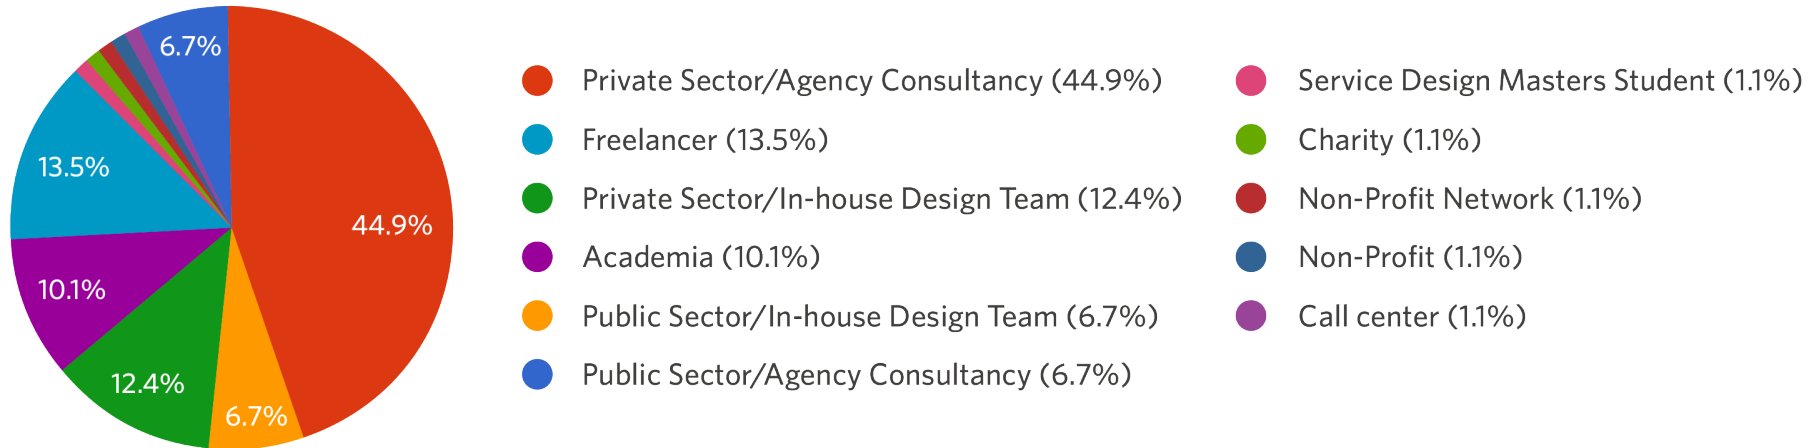 6.7%
13.5%
44.9%
10.1%
12.4%
6.7%
Private Sector/Agency Consultancy (44.9%)
Freelancer (13.5%)
Private Sector/In-house Design Team (12.4%)
Academia (10.1%)
Public Sector/In-house Design Team (6.7%)
Public Sector/Agency Consultancy (6.7%)
Service Design Masters Student (1.1%)
Charity (1.1%)
Non-Profit Network (1.1%)
Non-Profit (1.1%)
Call center (1.1%)